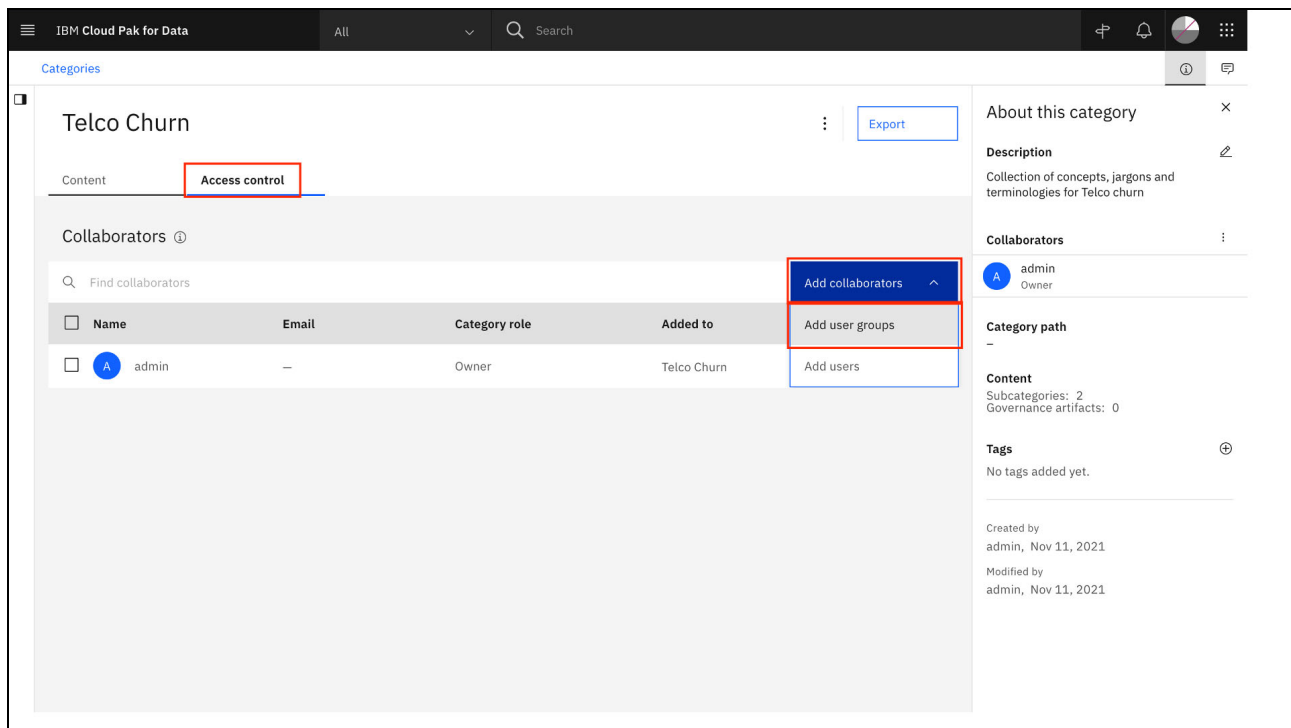 IBM Cloud Pak for Data
All
Search
Categories
Telco Churn
Export
Content
Access control
Collaborators
Find collaborators
Add collaborators
Name
Email
Category role
Added to
Add user groups
A
admin
—
Owner
Telco Churn
Add users
About this category
Description
Collection of concepts, jargons and
terminologies for Telco churn
Collaborators
A
admin
Owner
Category path
–
Content
Subcategories: 2
Governance artifacts: 0
Tags
No tags added yet.
Created by
admin, Nov 11, 2021
Modified by
admin, Nov 11, 2021